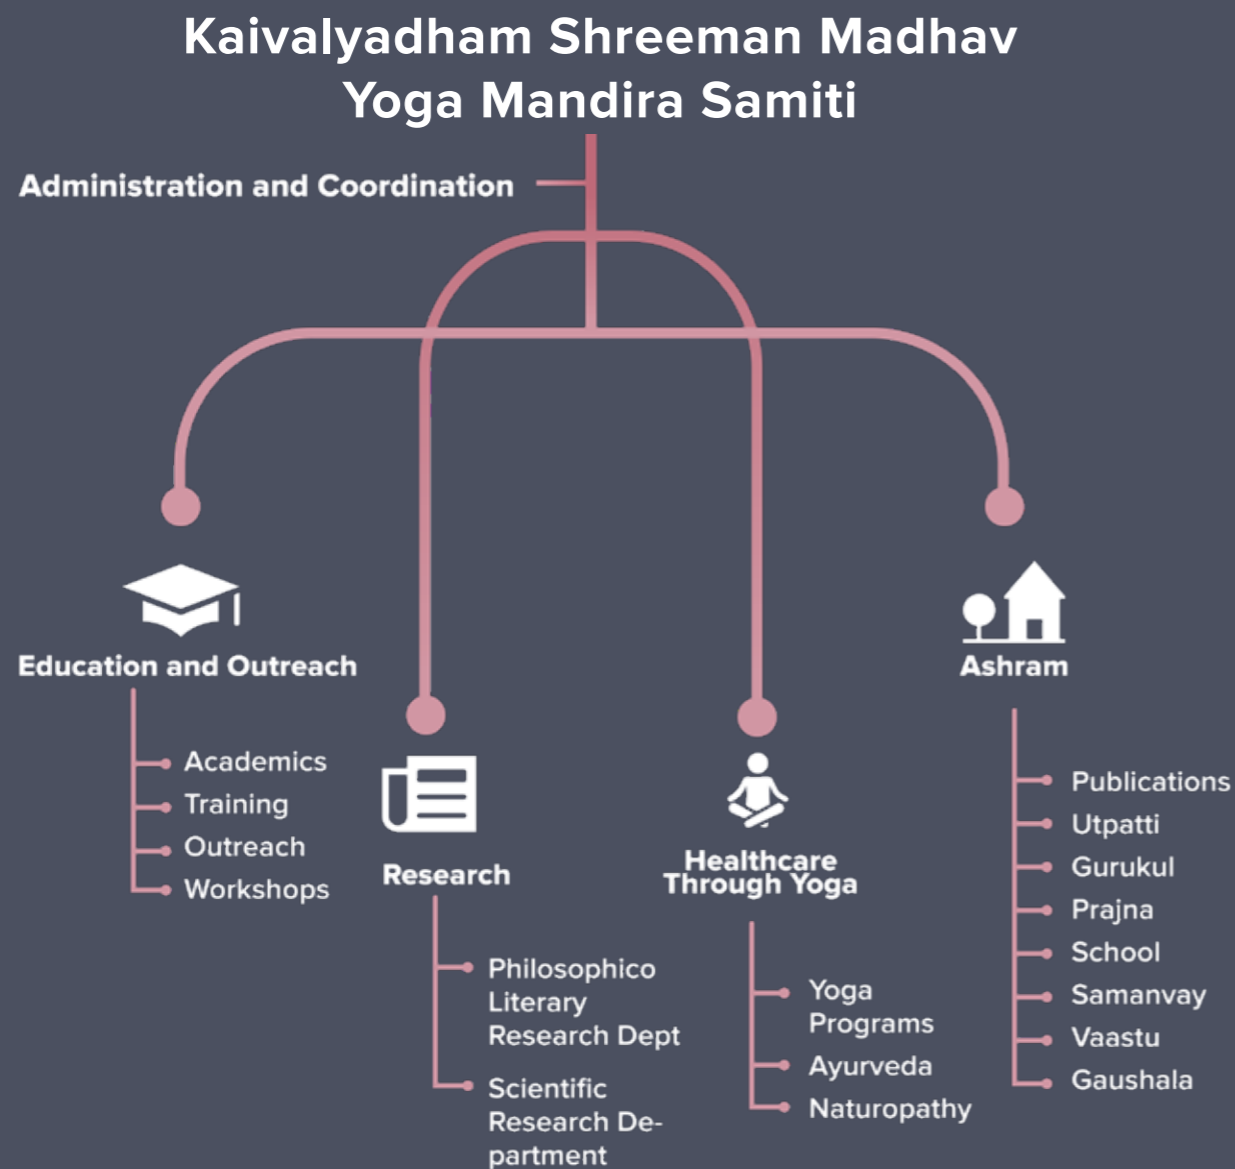 Kaivalyadham Shreeman Madhav
Yoga Mandira Samiti
Administration and Coordination
Education and Outreach
Academics
Training
Outreach
Workshops
Research
Philosophico
Literary
Research Dept
Scientific
Research De-
partment
Healthcare
Through Yoga
Yoga
Programs
Ayurveda
Naturopathy
Ashram
Publications
Utpatti
Gurukul
Prajna
School
Samanvay
Vaastu
Gaushala